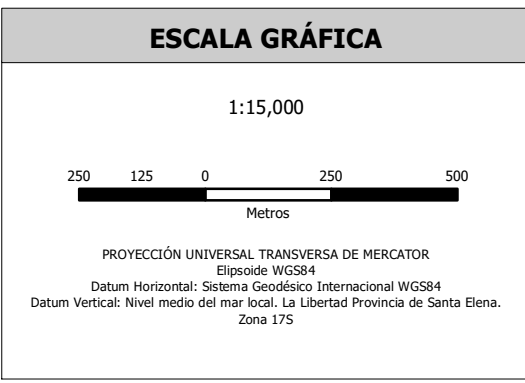 ESCALA GRÁFICA
1:15,000
250 125 0 250 500
Metros
PROYECCIÓN UNIVERSAL TRANSVERSA DE MERCATOR
Elipsoide WGS84
Datum Horizontal: Sistema Geodésico Internacional WGS84
Datum Vertical: Nivel medio del mar local. La Libertad Provincia de Santa Elena.
Zona 17S